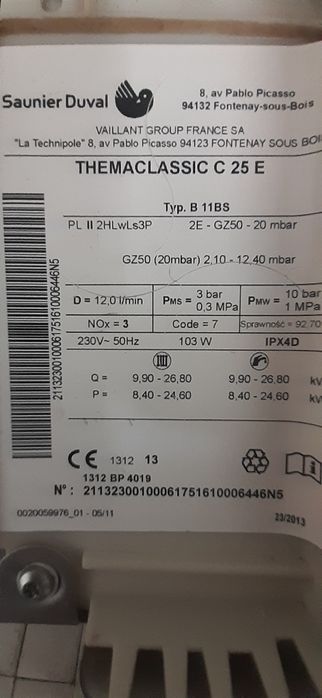 Saunier Duval
8, av Pablo Picasso
94132 Fontenay-sous-Bois
VAILLANT GROUP FRANCE SA
"La Technipole" 8, av Pablo Picasso 94123 FONTENAY SOUS BOI
THEMACLASSIC C 25 E
Typ. B 11BS
PL II 2HLwLs3P 2E - GZ50 - 20 mbar
GZ50 (20mbar) 2,10 - 12,40 mbar
D = 12,0 l/min PMS = 3 bar 0,3 MPa PMW = 10 bar 1 MPa
NOx = 3 Code = 7 Sprawność = 92,70
230V~ 50Hz 103 W IPX4D
Q = 9,90 - 26,80 9,90 - 26,80 kW
P = 8,40 - 24,60 8,40 - 24,60 kW
CE 1312 13
1312 BP 4019
N° : 21132300100061751610006446N5
0020059976_01 - 05/11
23/2013
21132300100061751610006446N5